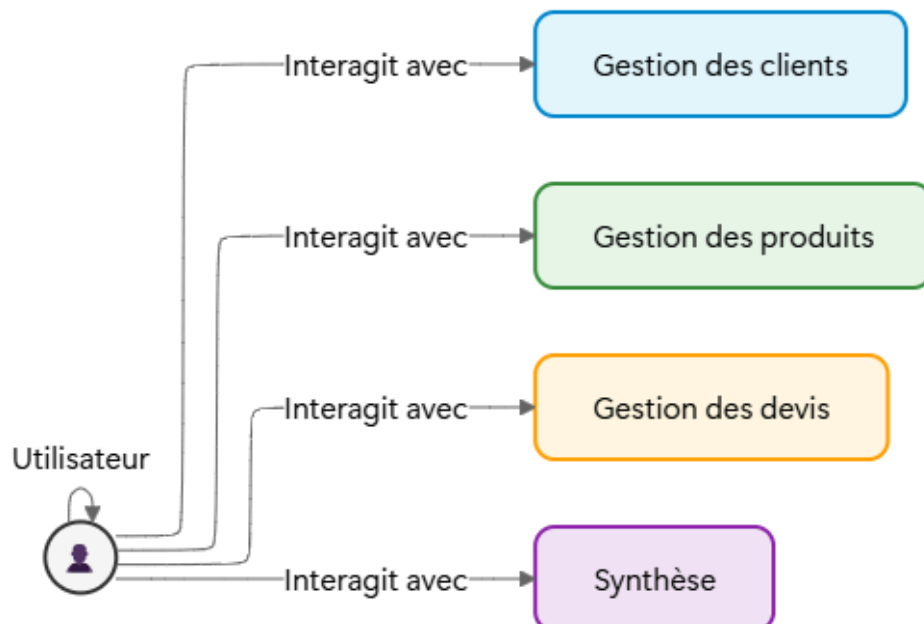 Interagit avec
Gestion des clients
Interagit avec
Gestion des produits
Interagit avec
Gestion des devis
Utilisateur
Interagit avec
Synthèse